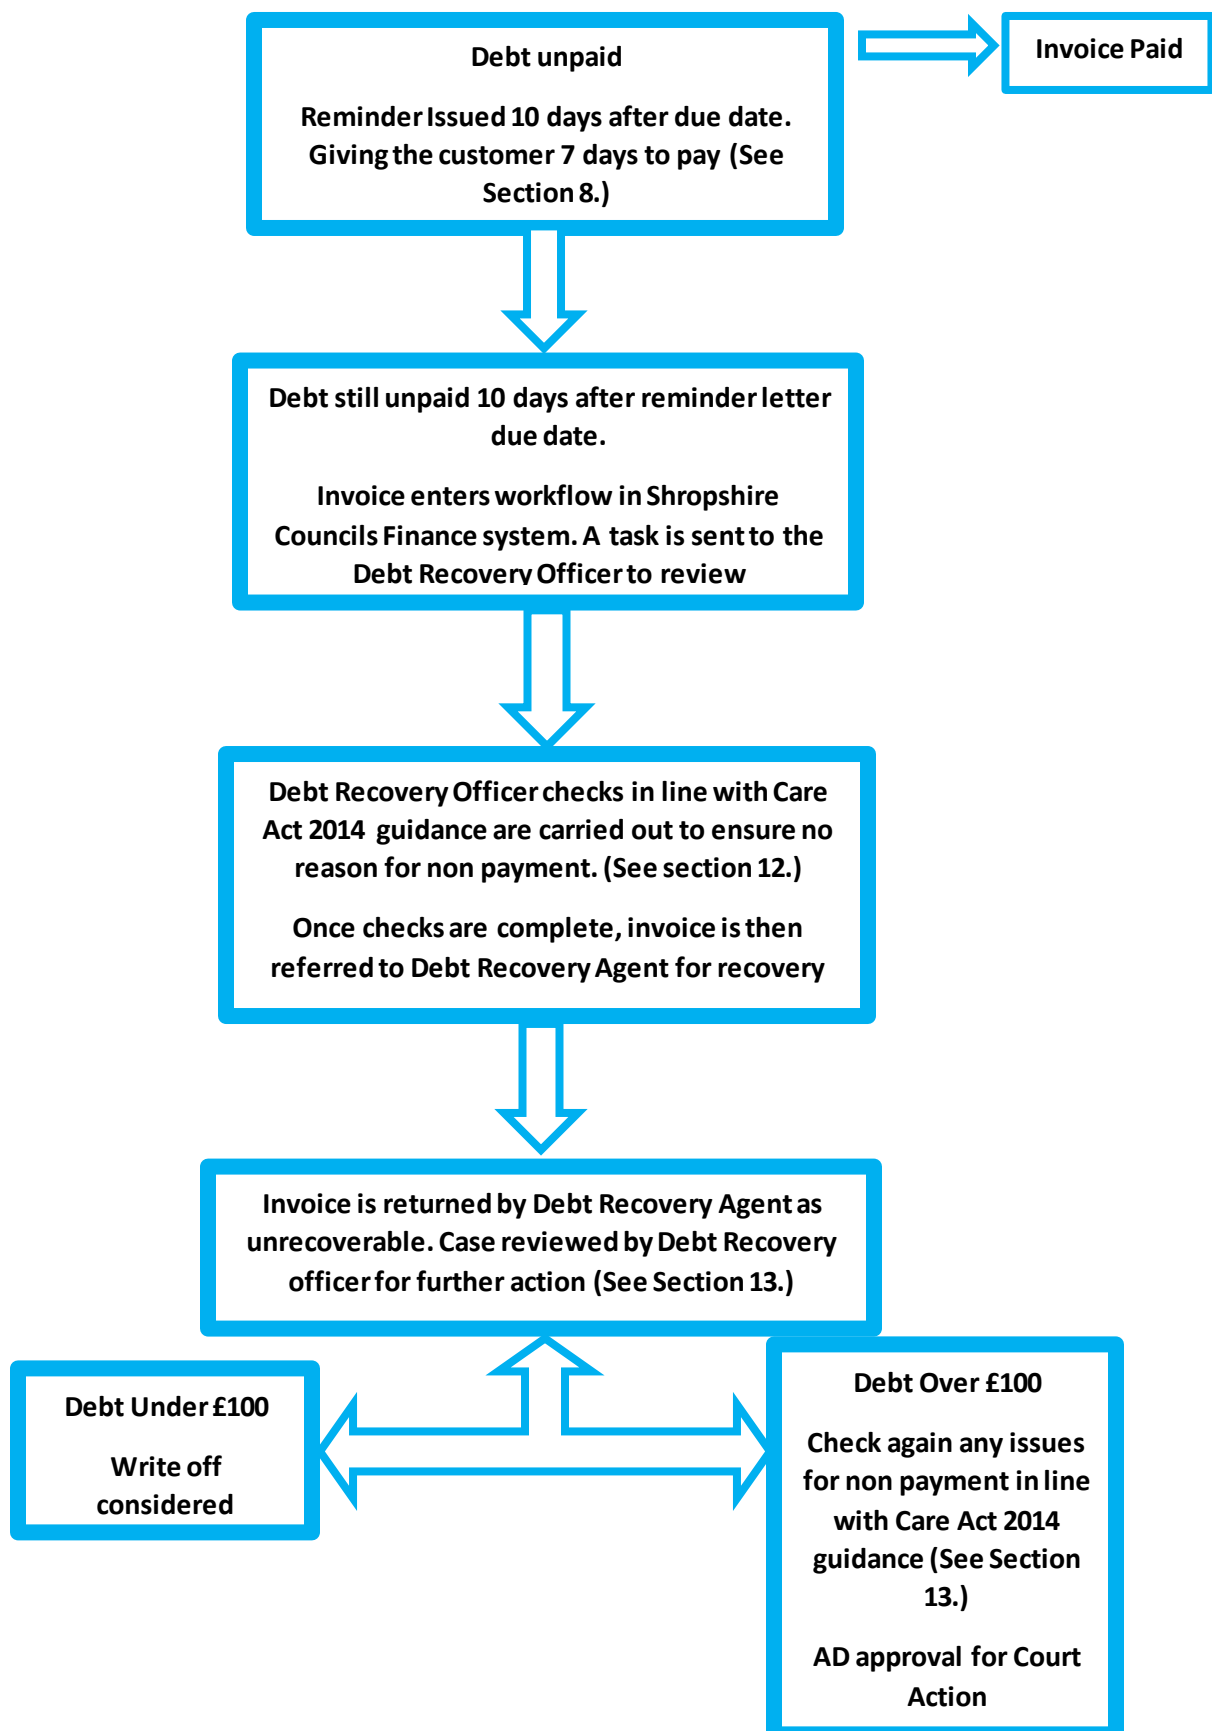 Debt unpaid
Reminder Issued 10 days after due date.
Giving the customer 7 days to pay (See
Section 8.)
Invoice Paid
Debt still unpaid 10 days after reminder letter
due date.
Invoice enters workflow in Shropshire
Councils Finance system. A task is sent to the
Debt Recovery Officer to review
Debt Recovery Officer checks in line with Care
Act 2014 guidance are carried out to ensure no
reason for non payment. (See section 12.)
Once checks are complete, invoice is then
referred to Debt Recovery Agent for recovery
Invoice is returned by Debt Recovery Agent as
unrecoverable. Case reviewed by Debt Recovery
officer for further action (See Section 13.)
Debt Under £100
Write off
considered
Debt Over £100
Check again any issues
for non payment in line
with Care Act 2014
guidance (See Section
13.)
AD approval for Court
Action